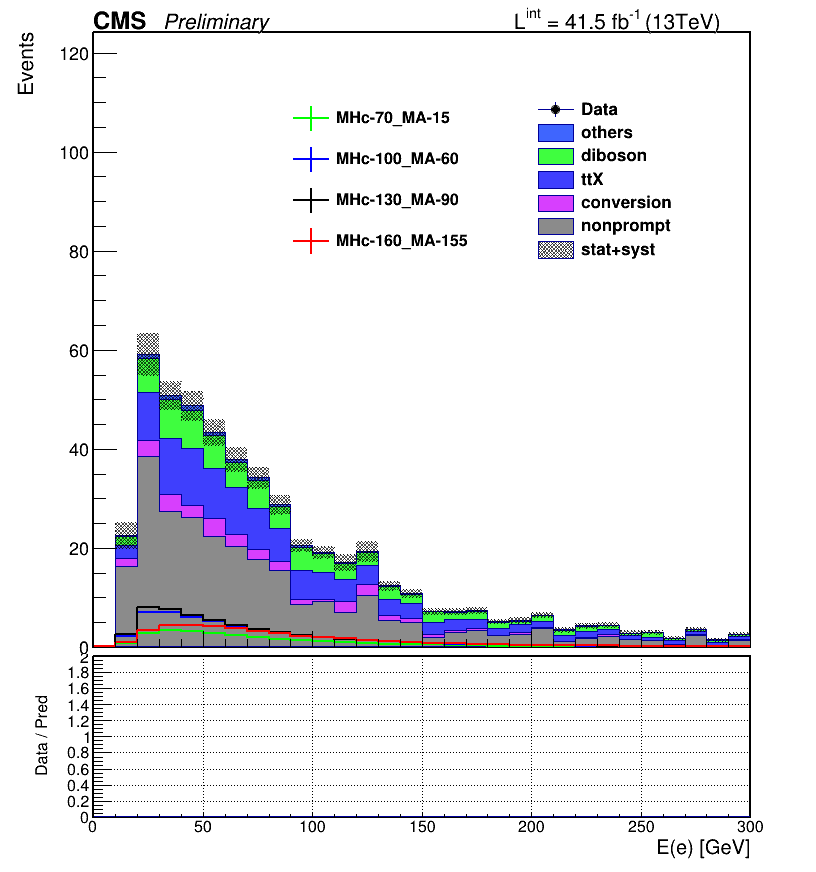 CMS Preliminary L^int = 41.5 fb^-1 (13TeV)
Events
120
100
80
60
40
20
0
MHc-70_MA-15
MHc-100_MA-60
MHc-130_MA-90
MHc-160_MA-155
Data
others
diboson
ttX
conversion
nonprompt
stat+syst
Data / Pred
2
1.8
1.6
1.4
1.2
1
0.8
0.6
0.4
0.2
0
0 50 100 150 200 250 300
E(e) [GeV]